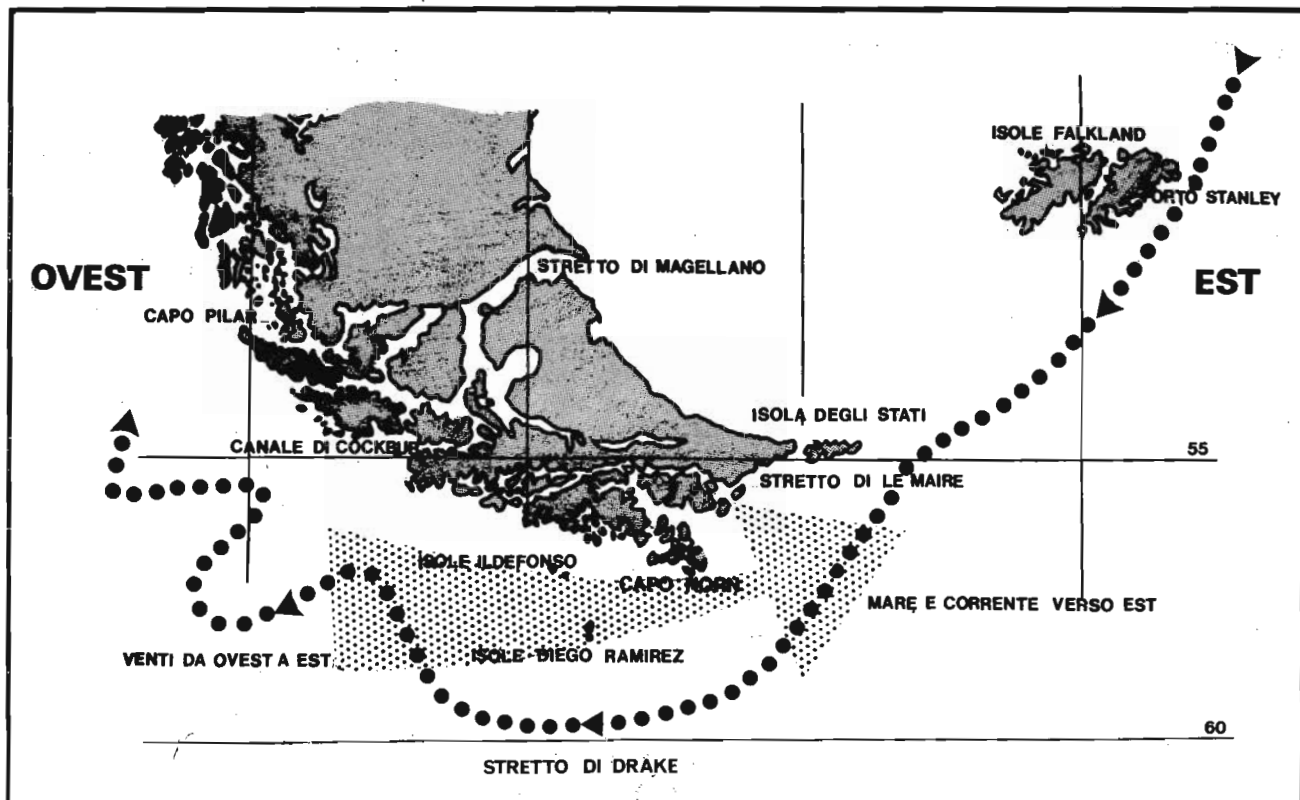 ISOLE FALKLAND
PORTO STANLEY
STRETTO DI MAGELLANO
OVEST
EST
CAPO PILAR
ISOLA DEGLI STATI
CANALE DI COCKBUR
55
STRETTO DI LE MAIRE
ISOLE ILDEFONSO
CAPO HORN
MARE E CORRENTE VERSO EST
VENTI DA OVEST A EST
ISOLE DIEGO RAMIREZ
60
STRETTO DI DRAKE